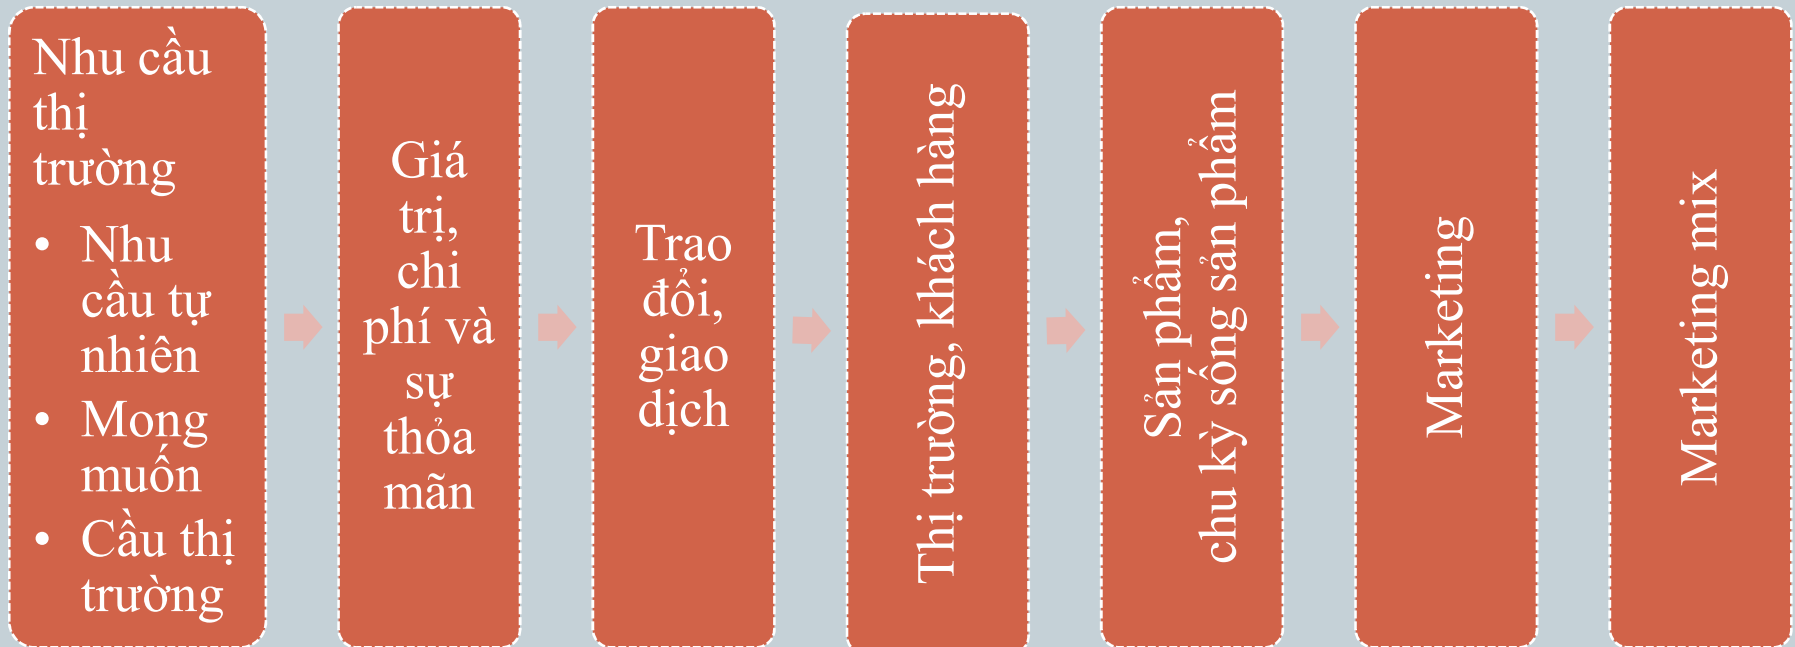 Nhu cầu
thị
trường
• Nhu
cầu tự
nhiên
• Mong
muốn
• Cầu thị
trường
Giá
trị,
chi
phí và
sự
thỏa
mãn
Trao
đổi,
giao
dịch
Thị trường, khách hàng
Sản phẩm,
chu kỳ sống sản phẩm
Marketing
Marketing mix